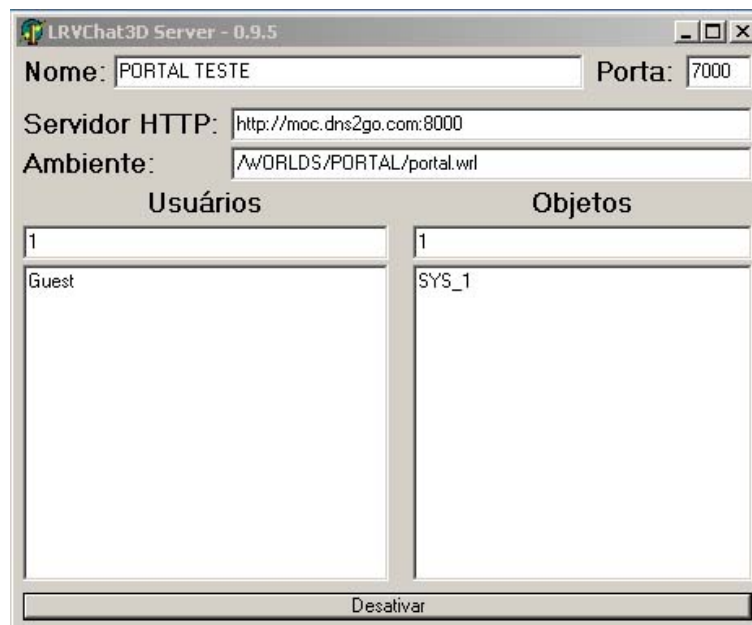 LRVChat3D Server - 0.9.5
Nome: PORTAL TESTE Porta: 7000
Servidor HTTP: http://moc.dns2go.com:8000
Ambiente: /WORLDS/PORTAL/portal.wrl
Usuários Objetos
1 1
Guest SYS_1
Desativar